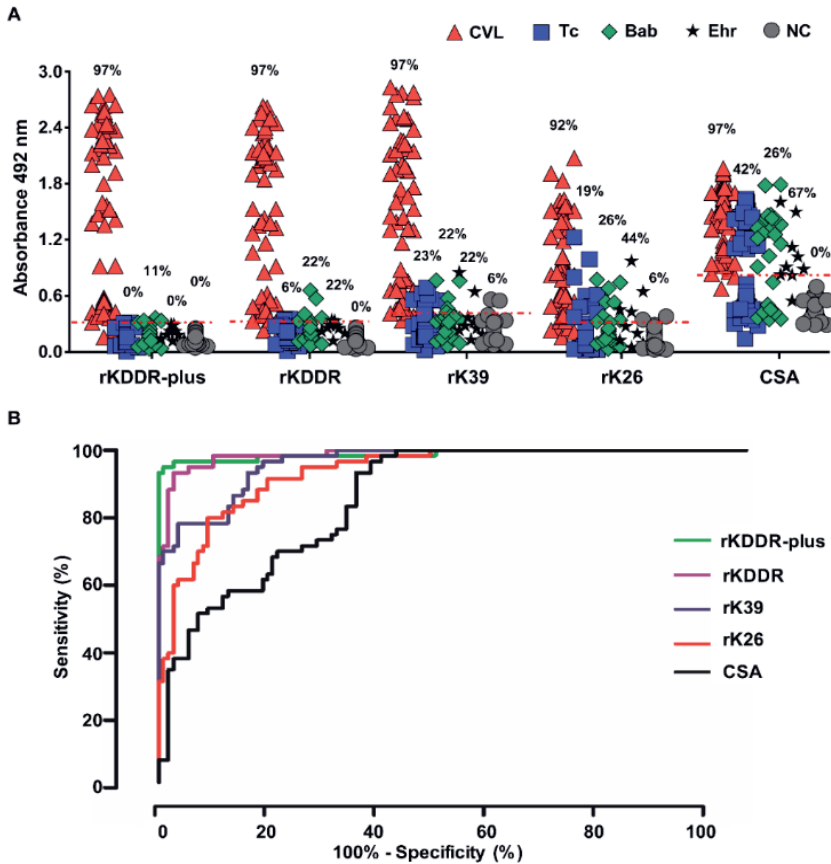 A
CVL Tc Bab Ehr NC
Absorbance 492 nm
3.0
2.4
1.8
1.2
0.6
0.0
97% 0% 11% 0% 0%
97% 6% 22% 22% 0%
97% 23% 22% 22% 6%
92% 19% 26% 44% 6%
97% 42% 26% 67% 0%
rKDDR-plus rKDDR rK39 rK26 CSA
B
Sensitivity (%)
100
80
60
40
20
0
rKDDR-plus
rKDDR
rK39
rK26
CSA
0 20 40 60 80 100
100% - Specificity (%)